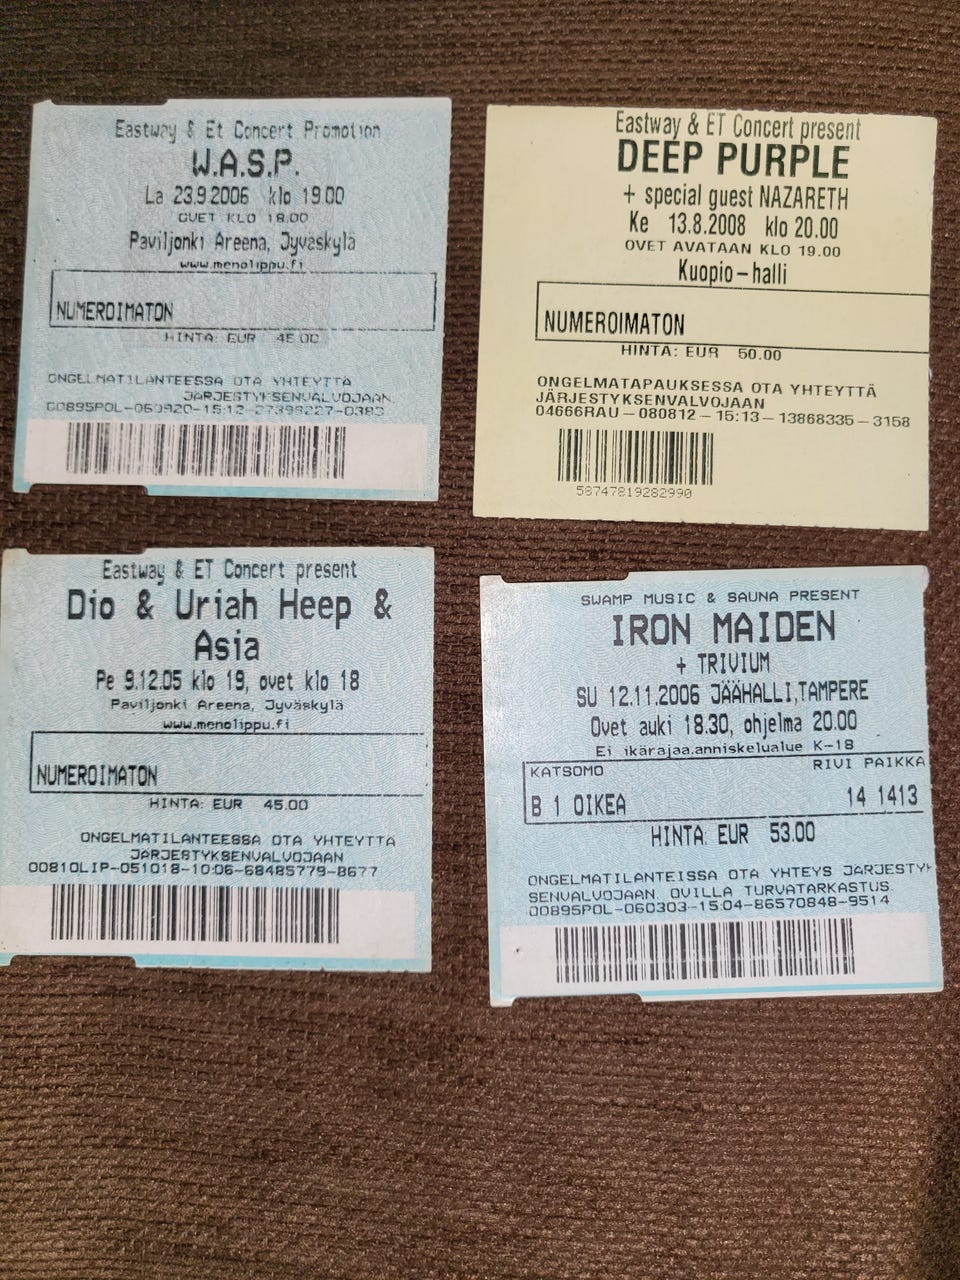 Eastway & Et Concert Promotion
W.A.S.P.
La 23.9.2006 klo 19.00
OVET KLO 18.00
Paviljonki Areena, Jyväskylä
www.menolippu.fi
NUMEROIMATON
HINTA: EUR 45.00
ONGELMATILANTEESSA OTA YHTEYTTÄ
JÄRJESTYKSENVALVOJAAN.
00895POL-060920-15:12-27399227-0383
Eastway & ET Concert present
DEEP PURPLE
+ special guest NAZARETH
Ke 13.8.2008 klo 20.00
OVET AVATAAN KLO 19.00
Kuopio-halli
NUMEROIMATON
HINTA: EUR 50.00
ONGELMATAPAUKSESSA OTA YHTEYTTÄ
JÄRJESTYKSENVALVOJAAN
04666RAU-080812-15:13-13868335-3158
58747819282990
Eastway & ET Concert present
Dio & Uriah Heep &
Asia
Pe 9.12.05 klo 19, ovet klo 18
Paviljonki Areena, Jyväskylä
www.menolippu.fi
NUMEROIMATON
HINTA: EUR 45.00
ONGELMATILANTEESSA OTA YHTEYTTÄ
JÄRJESTYKSENVALVOJAAN
00810LIP-051018-10:06-68485779-8677
SWAMP MUSIC & SAUNA PRESENT
IRON MAIDEN
+ TRIVIUM
SU 12.11.2006 JÄÄHALLI,TAMPERE
Ovet auki 18.30, ohjelma 20.00
Ei ikärajaa.anniskelualue K-18
KATSOMO RIVI PAIKKA
B 1 OIKEA 14 1413
HINTA EUR 53.00
ONGELMATILANTEISSA OTA YHTEYS JÄRJESTY
SENVALVOJAAN. OVILLA TURVATARKASTUS.
00895POL-060303-15:04-86570848-9514